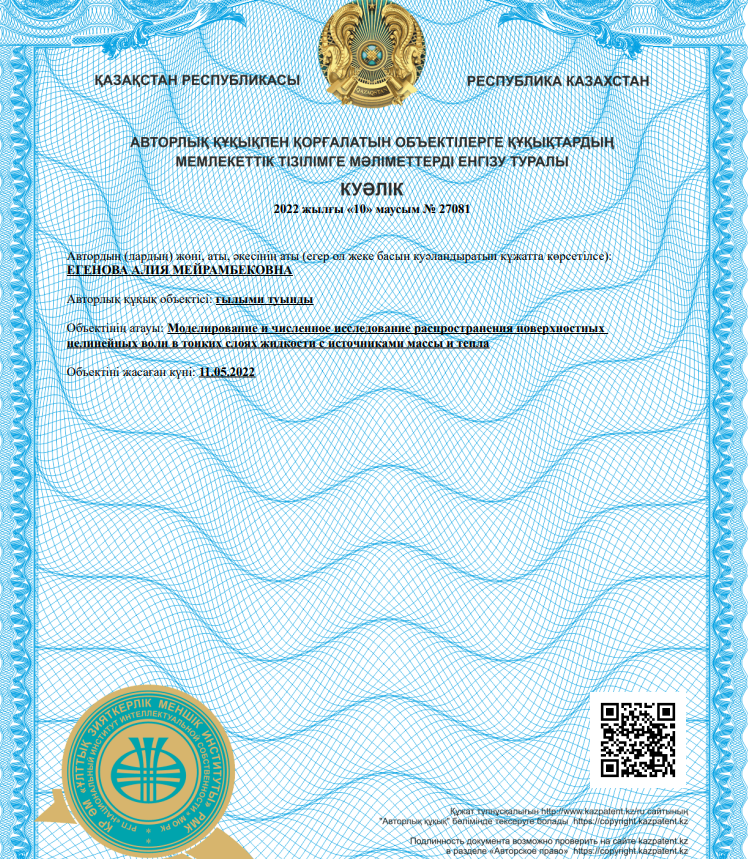 ҚАЗАҚСТАН РЕСПУБЛИКАСЫ
РЕСПУБЛИКА КАЗАХСТАН
QAZAQSTAN
АВТОРЛЫҚ ҚҰҚЫҚПЕН ҚОРҒАЛАТЫН ОБЪЕКТІЛЕРГЕ ҚҰҚЫҚТАРДЫҢ
МЕМЛЕКЕТТІК ТІЗІЛІМГЕ МӘЛІМЕТТЕРДІ ЕНГІЗУ ТУРАЛЫ
КУӘЛІК
2022 жылғы «10» маусым № 27081
Автордың (лардың) жөні, аты, әкесінің аты (егер ол жеке басын куәландыратын құжатта көрсетілсе):
ЕГЕНОВА АЛИЯ МЕЙРАМБЕКОВНА
Авторлық құқық объектісі: ғылыми туынды
Объектінің атауы: Моделирование и численное исследование распространения поверхностных
нелинейных волн в тонких слоях жидкости с источниками массы и тепла
Объектіні жасаған күні: 11.05.2022
ҚР ӘМ «ҰЛТТЫҚ ЗИЯТКЕРЛІК МЕНШІК ИНСТИТУТЫ» РМК
РГП «НАЦИОНАЛЬНЫЙ ИНСТИТУТ ИНТЕЛЛЕКТУАЛЬНОЙ СОБСТВЕННОСТИ» МЮ РК
Құжат түпнұсқалығын http://www.kazpatent.kz/ru сайтының
"Авторлық құқық" бөлімінде тексеруге болады https://copyright.kazpatent.kz
Подлинность документа возможно проверить на сайте kazpatent.kz
в разделе «Авторское право» https://copyright.kazpatent.kz